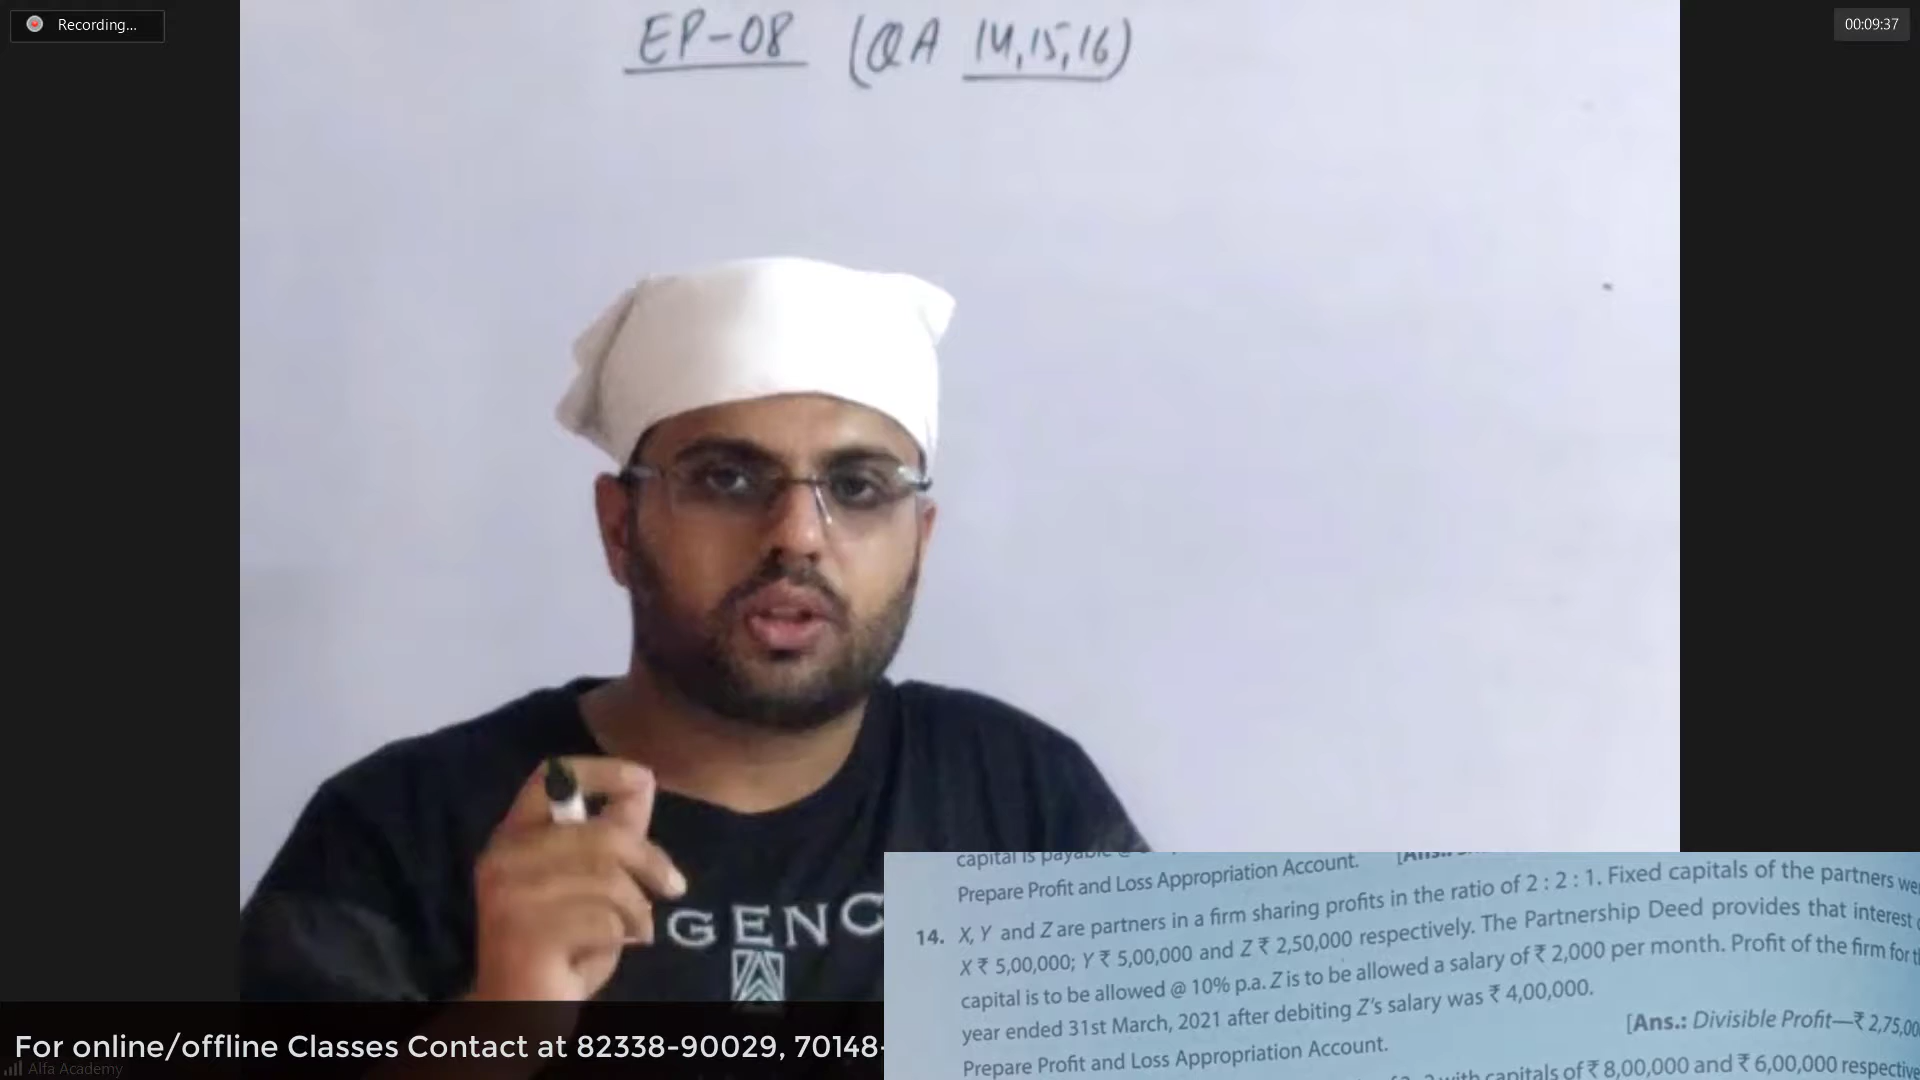 Recording...
00:09:37
EP-08 (QA 14,15,16)
GENC
capital is payable @
Prepare Profit and Loss Appropriation Account.
14. X, Y and Z are partners in a firm sharing profits in the ratio of 2 : 2 : 1. Fixed capitals of the partners
X ₹ 5,00,000; Y ₹ 5,00,000 and Z ₹ 2,50,000 respectively. The Partnership Deed provides that interest
capital is to be allowed @ 10% p.a. Z is to be allowed a salary of ₹ 2,000 per month. Profit of the firm for
year ended 31st March, 2021 after debiting Z's salary was ₹ 4,00,000.
[Ans.: Divisible Profit—₹ 2,75,00
Prepare Profit and Loss Appropriation Account.
with capitals of ₹ 8,00,000 and ₹ 6,00,000 respective
For online/offline Classes Contact at 82338-90029, 70148-
Alfa Academy